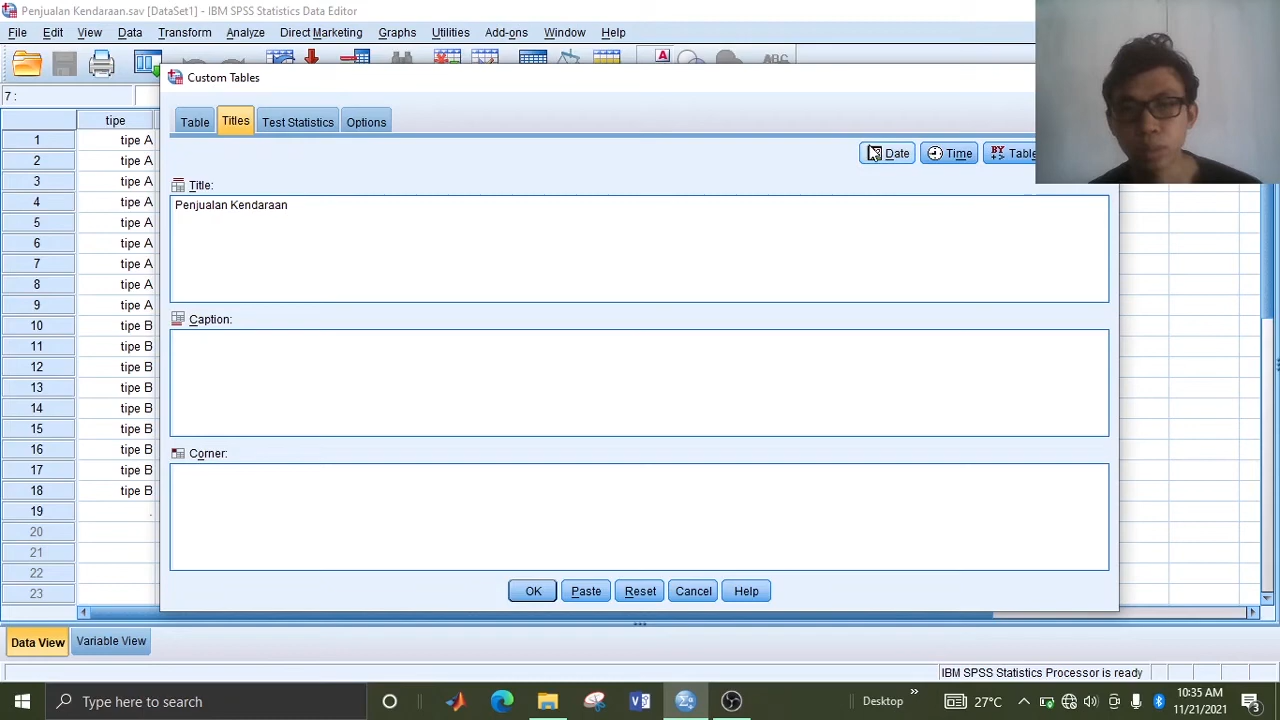 Penjualan Kendaraan.sav [DataSet1] - IBM SPSS Statistics Data Editor
File Edit View Data Transform Analyze Direct Marketing Graphs Utilities Add-ons Window Help
A
ABC
7 :
Custom Tables
Table Titles Test Statistics Options
Date Time BY Table
Title:
Penjualan Kendaraan
Caption:
Corner:
OK Paste Reset Cancel Help
tipe
1 tipe A
2 tipe A
3 tipe A
4 tipe A
5 tipe A
6 tipe A
7 tipe A
8 tipe A
9 tipe A
10 tipe B
11 tipe B
12 tipe B
13 tipe B
14 tipe B
15 tipe B
16 tipe B
17 tipe B
18 tipe B
19 .
20
21
22
23
Data View Variable View
IBM SPSS Statistics Processor is ready
Type here to search
Desktop
27°C
10:35 AM
11/21/2021
3